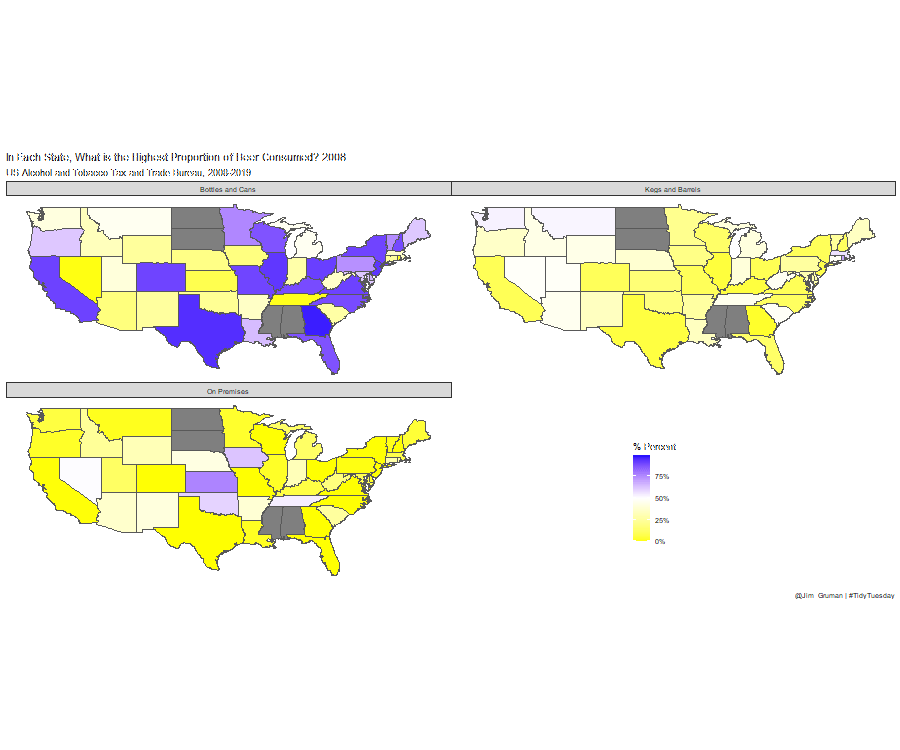 In Each State, What is the Highest Proportion of Beer Consumed? 2008
US Alcohol and Tobacco Tax and Trade Bureau, 2008-2019
Bottles and Cans
Kegs and Barrels
On Premises
% Percent
75%
50%
25%
0%
@Jim_Gruman | #TidyTuesday